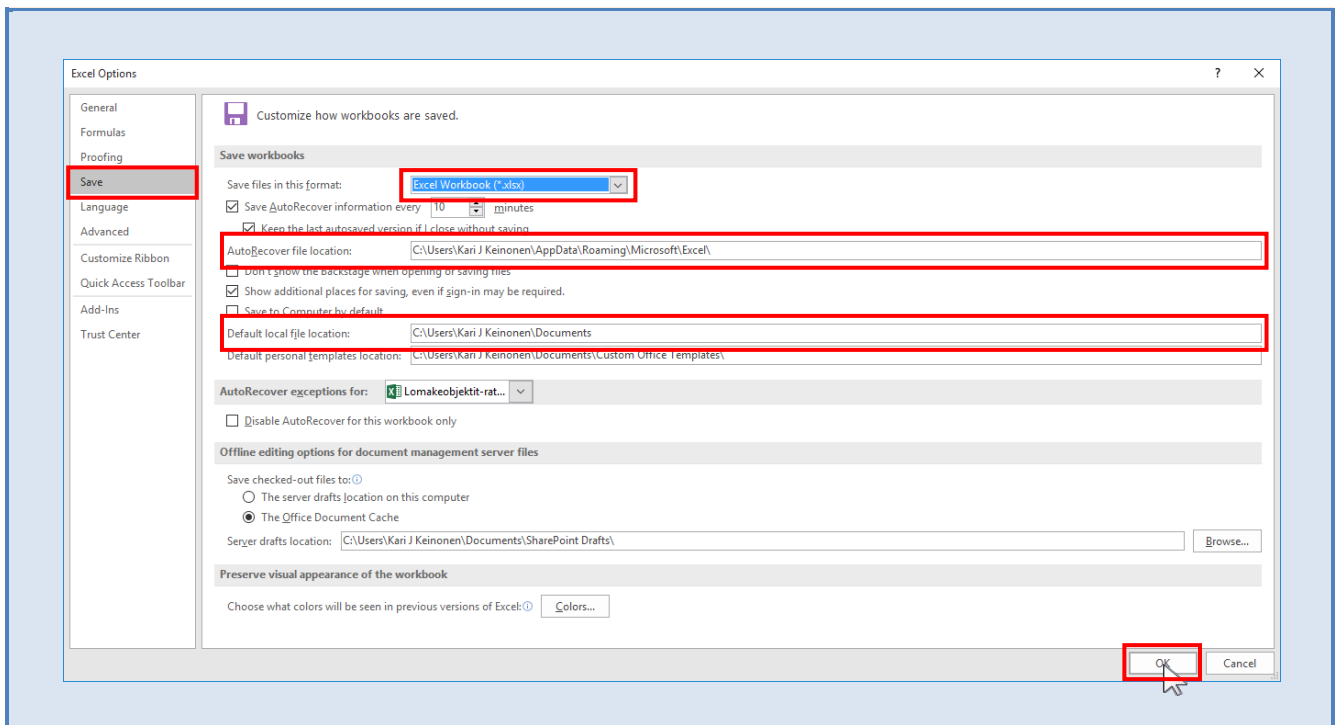 Excel Options ? ×
General
Formulas
Proofing
Save
Language
Advanced
Customize Ribbon
Quick Access Toolbar
Add-Ins
Trust Center
Customize how workbooks are saved.
Save workbooks
Save files in this format: Excel Workbook (*.xlsx)
Save AutoRecover information every 10 minutes
Keep the last autosaved version if I close without saving
AutoRecover file location: C:\Users\Kari J Keinonen\AppData\Roaming\Microsoft\Excel\
Don't show the Backstage when opening or saving files
Show additional places for saving, even if sign-in may be required.
Save to Computer by default
Default local file location: C:\Users\Kari J Keinonen\Documents
Default personal templates location: C:\Users\Kari J Keinonen\Documents\Custom Office Templates\
AutoRecover exceptions for: Lomakeobjektit-rat...
Disable AutoRecover for this workbook only
Offline editing options for document management server files
Save checked-out files to:
The server drafts location on this computer
The Office Document Cache
Server drafts location: C:\Users\Kari J Keinonen\Documents\SharePoint Drafts\ Browse...
Preserve visual appearance of the workbook
Choose what colors will be seen in previous versions of Excel: Colors...
OK Cancel